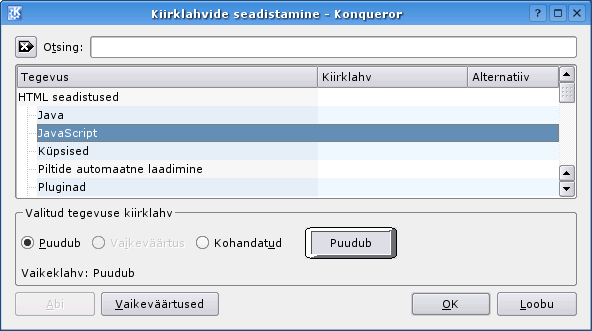 Kiirklahvide seadistamine - Konqueror
Otsing:
Tegevus Kiirklahv Alternatiiv
HTML seadistused
Java
JavaScript
Küpsised
Piltide automaatne laadimine
Pluginad
Valitud tegevuse kiirklahv
Puudub Vaikeväärtus Kohandatud Puudub
Vaikeklahv: Puudub
Abi Vaikeväärtused OK Loobu